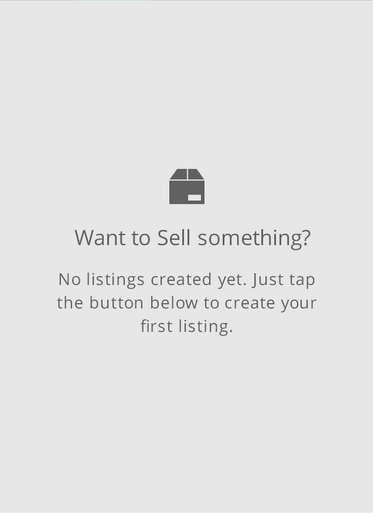 Want to Sell something?
No listings created yet. Just tap
the button below to create your
first listing.